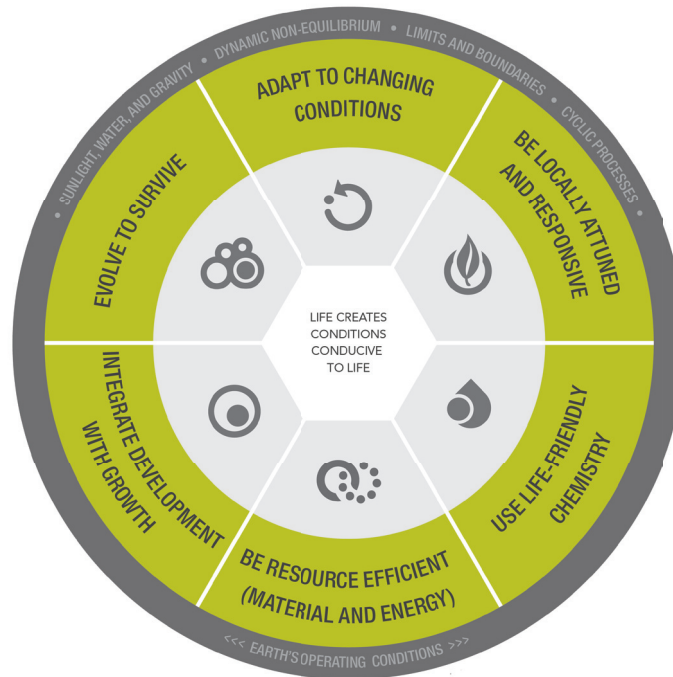 • SUNLIGHT, WATER, AND GRAVITY • DYNAMIC NON-EQUILIBRIUM • LIMITS AND BOUNDARIES • CYCLIC PROCESSES •
ADAPT TO CHANGING
CONDITIONS
BE LOCALLY ATTUNED
AND RESPONSIVE
USE LIFE-FRIENDLY
CHEMISTRY
BE RESOURCE EFFICIENT
(MATERIAL AND ENERGY)
INTEGRATE DEVELOPMENT
WITH GROWTH
EVOLVE TO SURVIVE
LIFE CREATES
CONDITIONS
CONDUCIVE
TO LIFE
<<< EARTH'S OPERATING CONDITIONS >>>